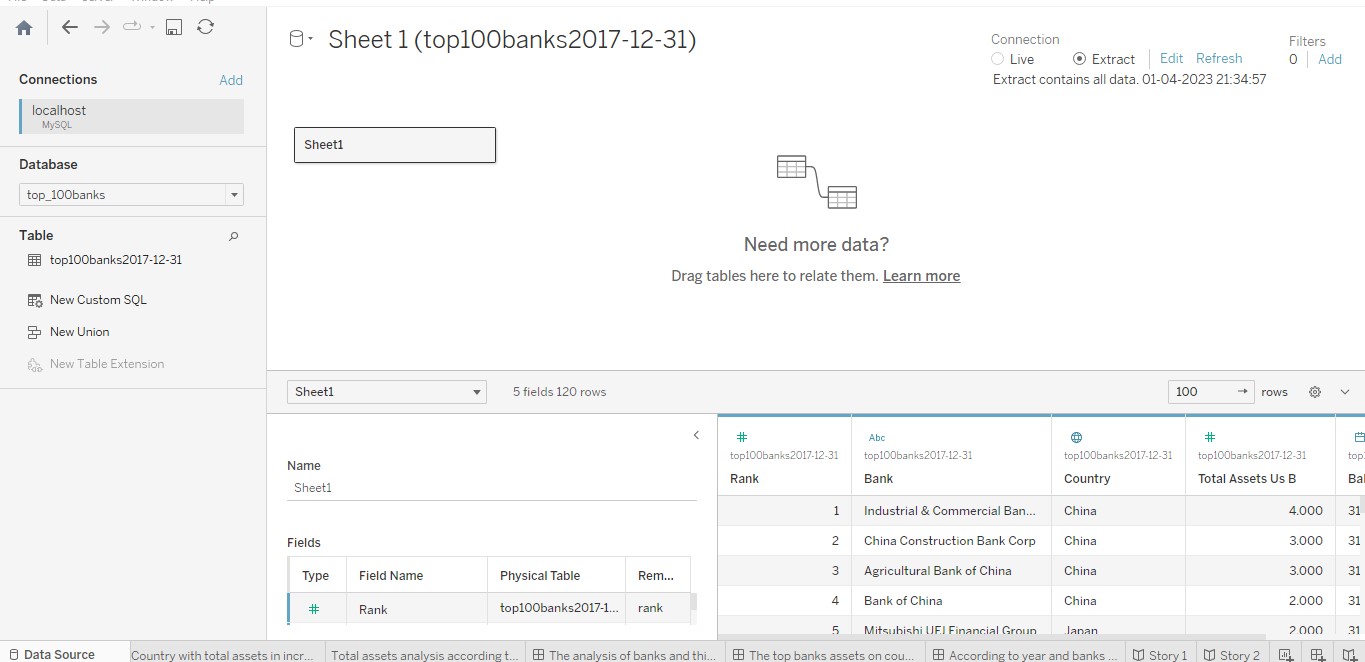 Sheet 1 (top100banks2017-12-31)
Connection
Live
Extract
Edit
Refresh
Extract contains all data. 01-04-2023 21:34:57
Filters
0
Add
Connections
Add
localhost
MySQL
Database
top_100banks
Table
top100banks2017-12-31
New Custom SQL
New Union
New Table Extension
Sheet1
Need more data?
Drag tables here to relate them. Learn more
Sheet1
5 fields 120 rows
100
rows
Name
Sheet1
Fields
Type Field Name Physical Table Rem...
# Rank top100banks2017-1... rank
# Abc #
top100banks2017-12-31 top100banks2017-12-31 top100banks2017-12-31 top100banks2017-12-31 top1
Rank Bank Country Total Assets Us B Bal
1 Industrial & Commercial Ban... China 4.000 31
2 China Construction Bank Corp China 3.000 31
3 Agricultural Bank of China China 3.000 31
4 Bank of China China 2.000 31
5 Mitsubishi UFJ Financial Group Japan 2.000 31
Data Source
Country with total assets in incr...
Total assets analysis according t...
The analysis of banks and thi...
The top banks assets on cou...
According to year and banks ...
Story 1
Story 2